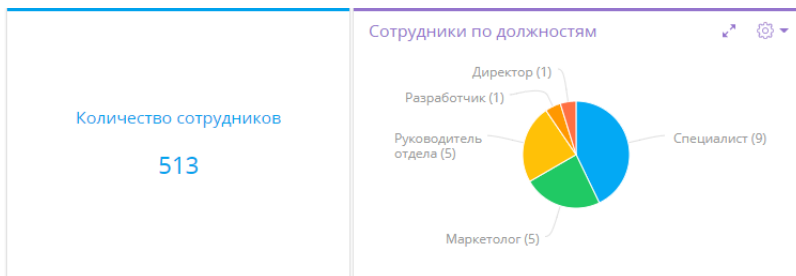 Количество сотрудников
513
Сотрудники по должностям
Директор (1)
Разработчик (1)
Руководитель
отдела (5)
Специалист (9)
Маркетолог (5)